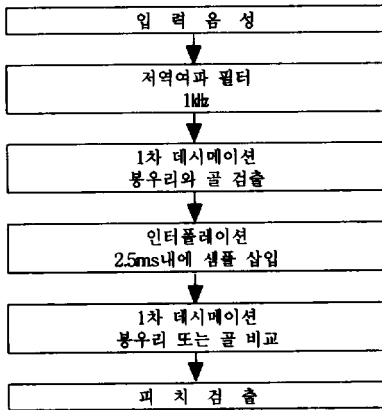 입 력 음 성
저역여파 필터
1kHz
1차 데시메이션
봉우리와 골 검출
인터폴레이션
2.5ms내에 샘플 삽입
1차 데시메이션
봉우리 또는 골 비교
피 치 검 출